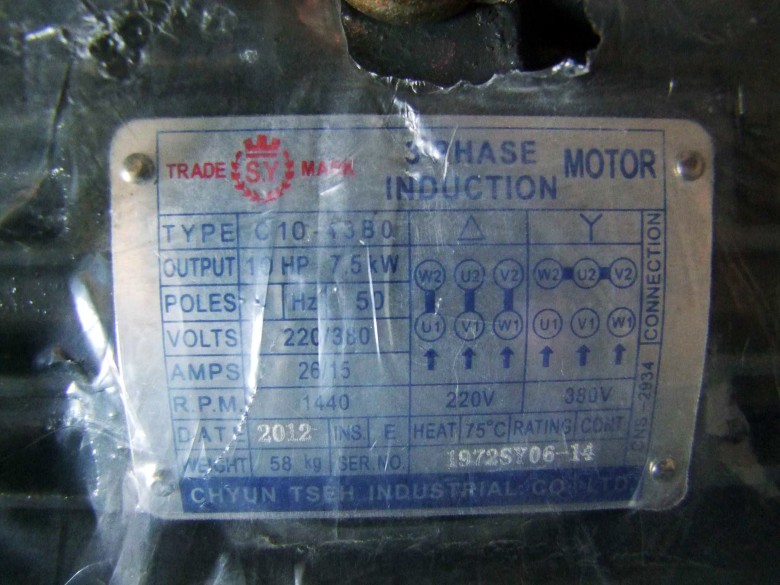 TRADE SY MARK 3 PHASE INDUCTION MOTOR
TYPE C10-43B0 △ Y
OUTPUT 10 HP 7.5 kW W2 U2 V2 W2 U2 V2
POLES Hz 50
VOLTS 220/380 U1 V1 W1 U1 V1 W1
AMPS 26/15
R.P.M. 1440 220V 380V
DATE 2012 INS. E HEAT 75°C RATING CONT
WEIGHT 58 kg SER.NO. 1972S706-14
CHYUN TSEH INDUSTRIAL CO., LTD
CONNECTION
CNS-2934